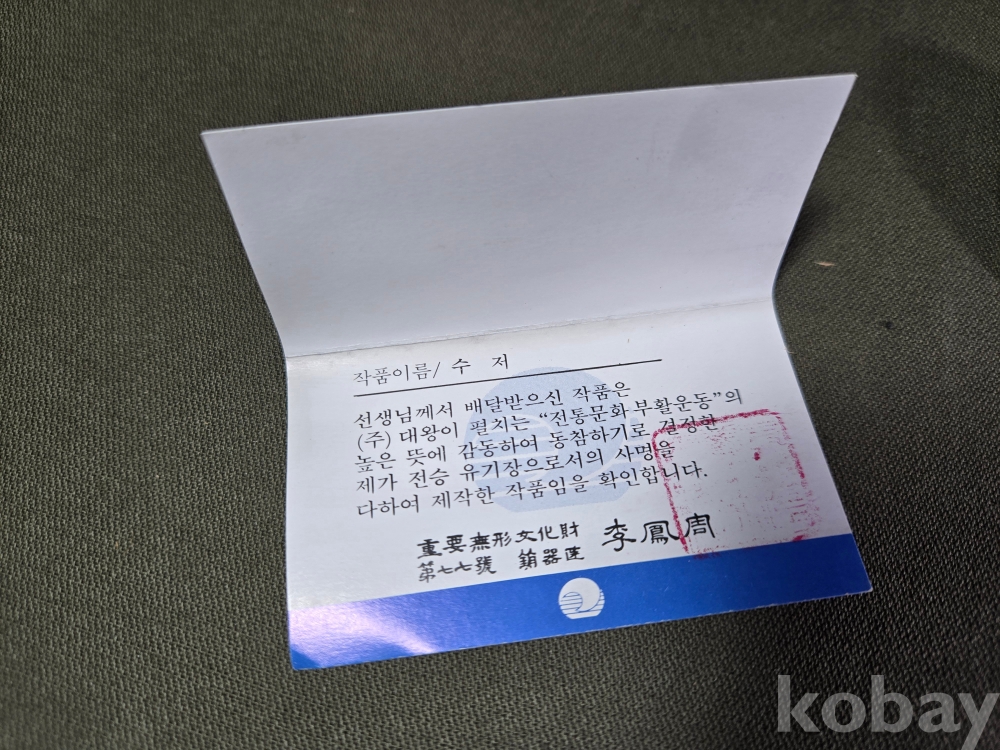 작품이름/ 수 저
선생님께서 배달받으신 작품은
(주) 대왕이 펼치는 “전통문화부활운동”의
높은 뜻에 감동하여 동참하기로 결정한
제가 전승 유기장으로서의 사명을
다하여 제작한 작품임을 확인합니다.
重要無形文化財
第七七號 鍮器匠 李鳳周
kobay